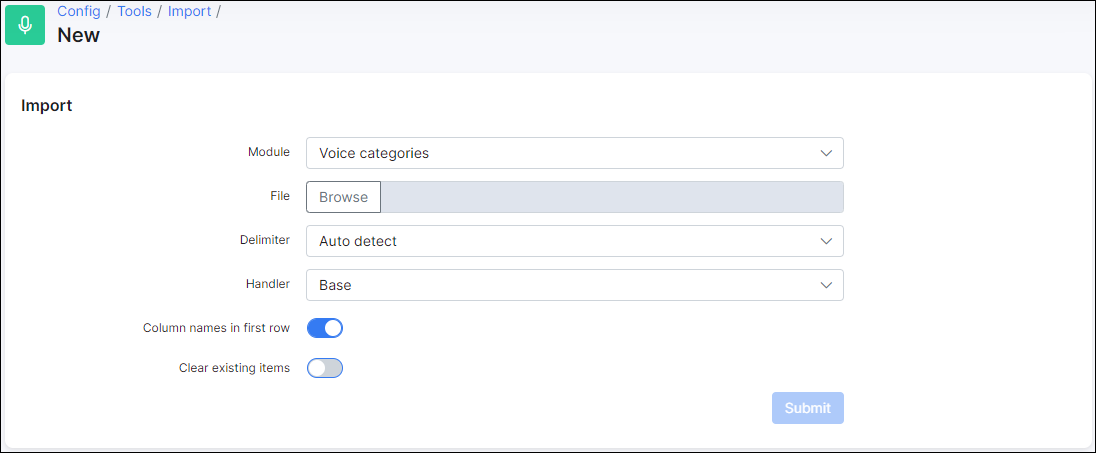 Config / Tools / Import /
New
Import
Module Voice categories
File Browse
Delimiter Auto detect
Handler Base
Column names in first row
Clear existing items
Submit